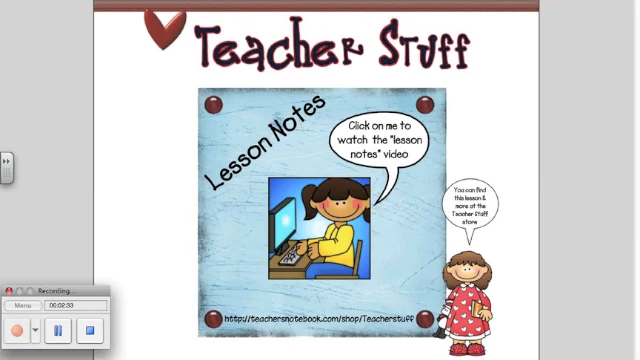 Teacher Stuff
Lesson Notes
Click on me to
watch the "lesson
notes" video
You can find
this lesson &
more at the
Teacher Stuff
store
http://teachersnotebook.com/shop/Teacherstuff
Recording...
Menu
00:02:33